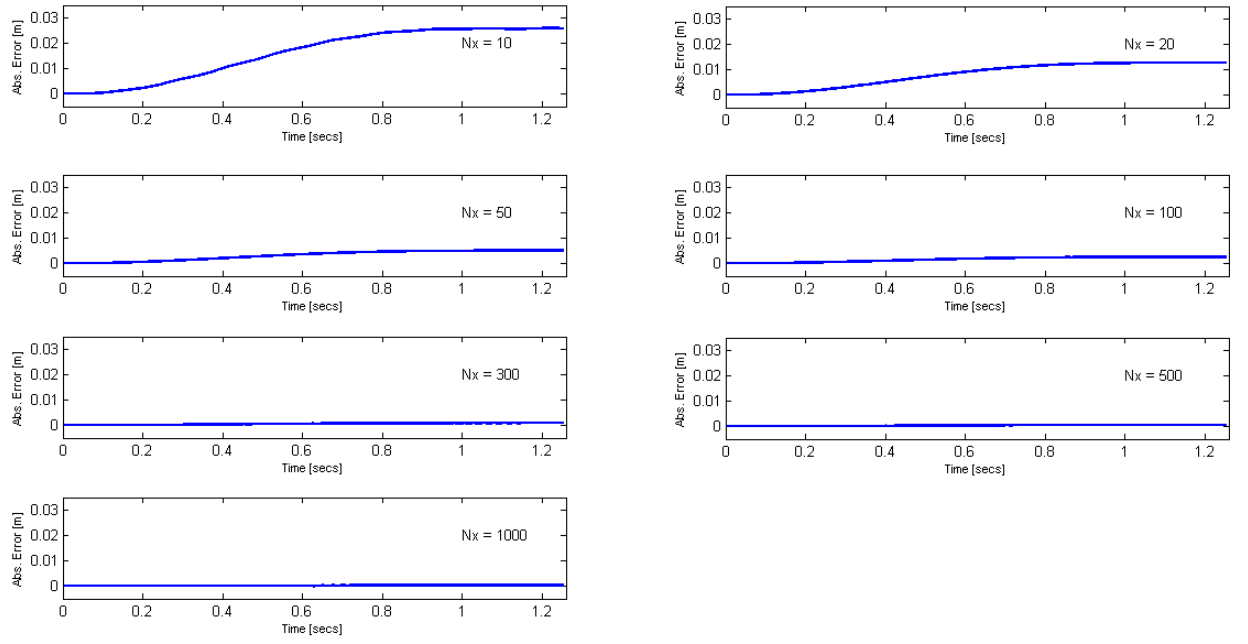 Abs. Error [m]
0.03
0.02
0.01
0
Nx = 10
0 0.2 0.4 0.6 0.8 1 1.2
Time [secs]
Abs. Error [m]
0.03
0.02
0.01
0
Nx = 20
0 0.2 0.4 0.6 0.8 1 1.2
Time [secs]
Abs. Error [m]
0.03
0.02
0.01
0
Nx = 50
0 0.2 0.4 0.6 0.8 1 1.2
Time [secs]
Abs. Error [m]
0.03
0.02
0.01
0
Nx = 100
0 0.2 0.4 0.6 0.8 1 1.2
Time [secs]
Abs. Error [m]
0.03
0.02
0.01
0
Nx = 300
0 0.2 0.4 0.6 0.8 1 1.2
Time [secs]
Abs. Error [m]
0.03
0.02
0.01
0
Nx = 500
0 0.2 0.4 0.6 0.8 1 1.2
Time [secs]
Abs. Error [m]
0.03
0.02
0.01
0
Nx = 1000
0 0.2 0.4 0.6 0.8 1 1.2
Time [secs]